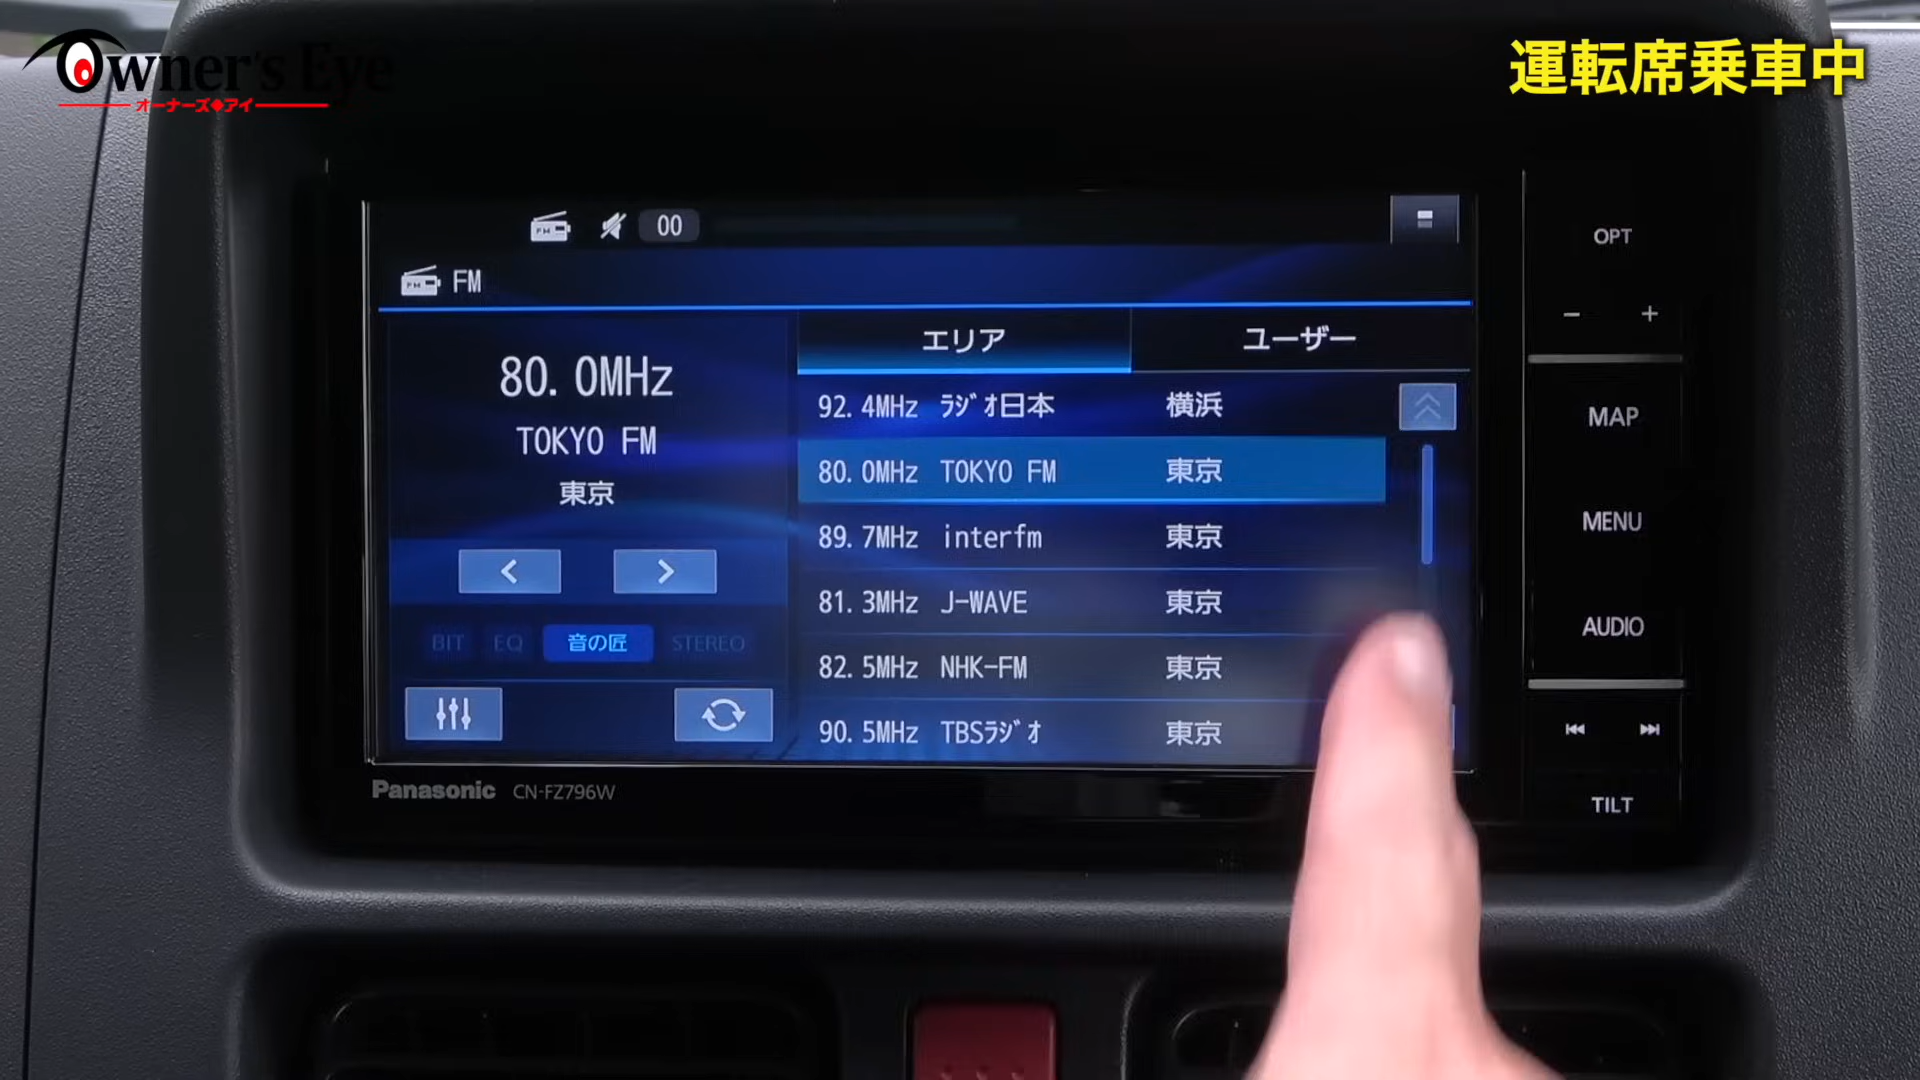 Owner's Eye
オーナーズ◆アイ
運転席乗車中
FM 00
FM
80.0MHz
TOKYO FM
東京
BIT EQ 音の匠 STEREO
エリア ユーザー
92.4MHz ラジオ日本 横浜
80.0MHz TOKYO FM 東京
89.7MHz interfm 東京
81.3MHz J-WAVE 東京
82.5MHz NHK-FM 東京
90.5MHz TBSラジオ 東京
Panasonic CN-FZ796W
OPT
− +
MAP
MENU
AUDIO
TILT